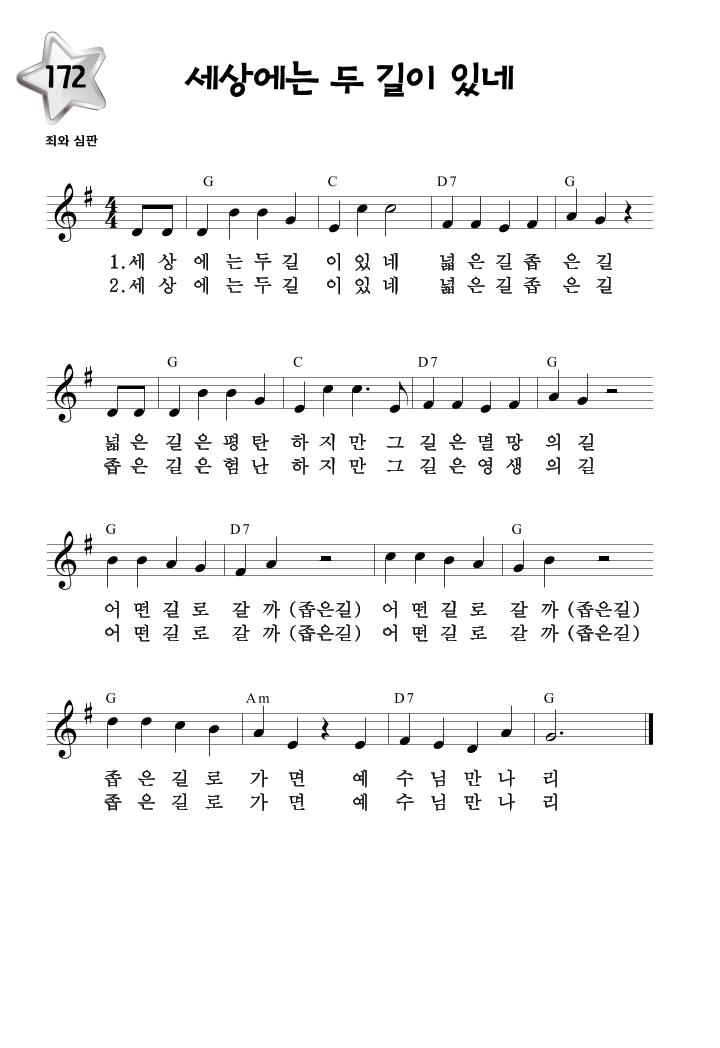 172
세상에는 두 길이 있네
죄와 심판
G C D7 G
1.세 상 에 는 두 길 이 있 네 넓 은 길 좁 은 길
2.세 상 에 는 두 길 이 있 네 넓 은 길 좁 은 길
G C D7 G
넓 은 길 은 평 탄 하 지 만 그 길 은 멸 망 의 길
좁 은 길 은 험 난 하 지 만 그 길 은 영 생 의 길
G D7 G
어 떤 길 로 갈 까 (좁은길) 어 떤 길 로 갈 까 (좁은길)
어 떤 길 로 갈 까 (좁은길) 어 떤 길 로 갈 까 (좁은길)
G Am D7 G
좁 은 길 로 가 면 예 수 님 만 나 리
좁 은 길 로 가 면 예 수 님 만 나 리